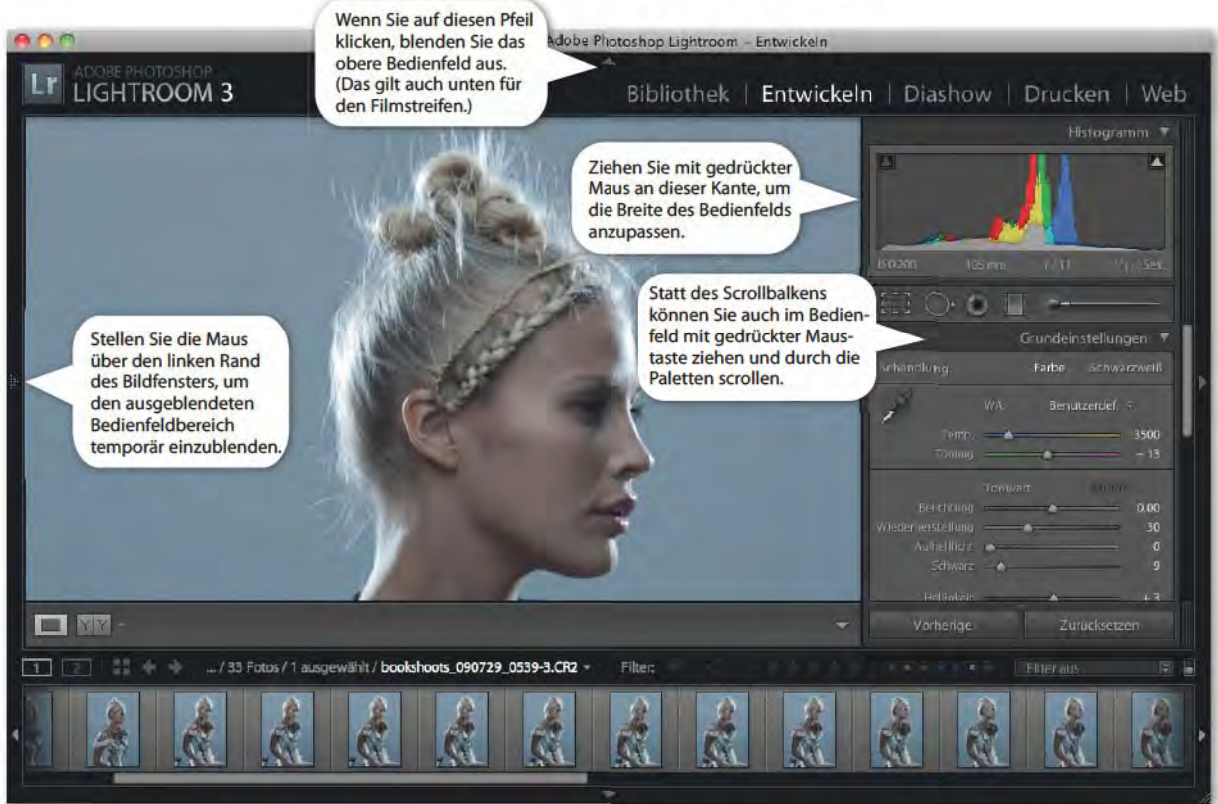 Wenn Sie auf diesen Pfeil
klicken, blenden Sie das
obere Bedienfeld aus.
(Das gilt auch unten für
den Filmstreifen.)
Adobe Photoshop Lightroom – Entwickeln
Lr
ADOBE PHOTOSHOP
LIGHTROOM 3
Bibliothek | Entwickeln | Diashow | Drucken | Web
Histogramm
Ziehen Sie mit gedrückter
Maus an dieser Kante, um
die Breite des Bedienfelds
anzupassen.
ISO 200 105 mm f / 11 Sek.
Statt des Scrollbalkens
können Sie auch im Bedien-
feld mit gedrückter Maus-
taste ziehen und durch die
Paletten scrollen.
Stellen Sie die Maus
über den linken Rand
des Bildfensters, um
den ausgeblendeten
Bedienfeldbereich
temporär einzublenden.
Grundeinstellungen
Behandlung: Farbe Schwarzweiß
WA: Benutzerdef.
Temp. 3500
Tönung – 13
Tonwert
Belichtung 0,00
Wiederherstellung 30
Aufhelllicht 0
Schwarz 9
Helligkeit + 3
Y Y
Vorherige Zurücksetzen
1 2 ... / 33 Fotos / 1 ausgewählt / bookshoots_090729_0539-3.CR2 Filter: Filter aus